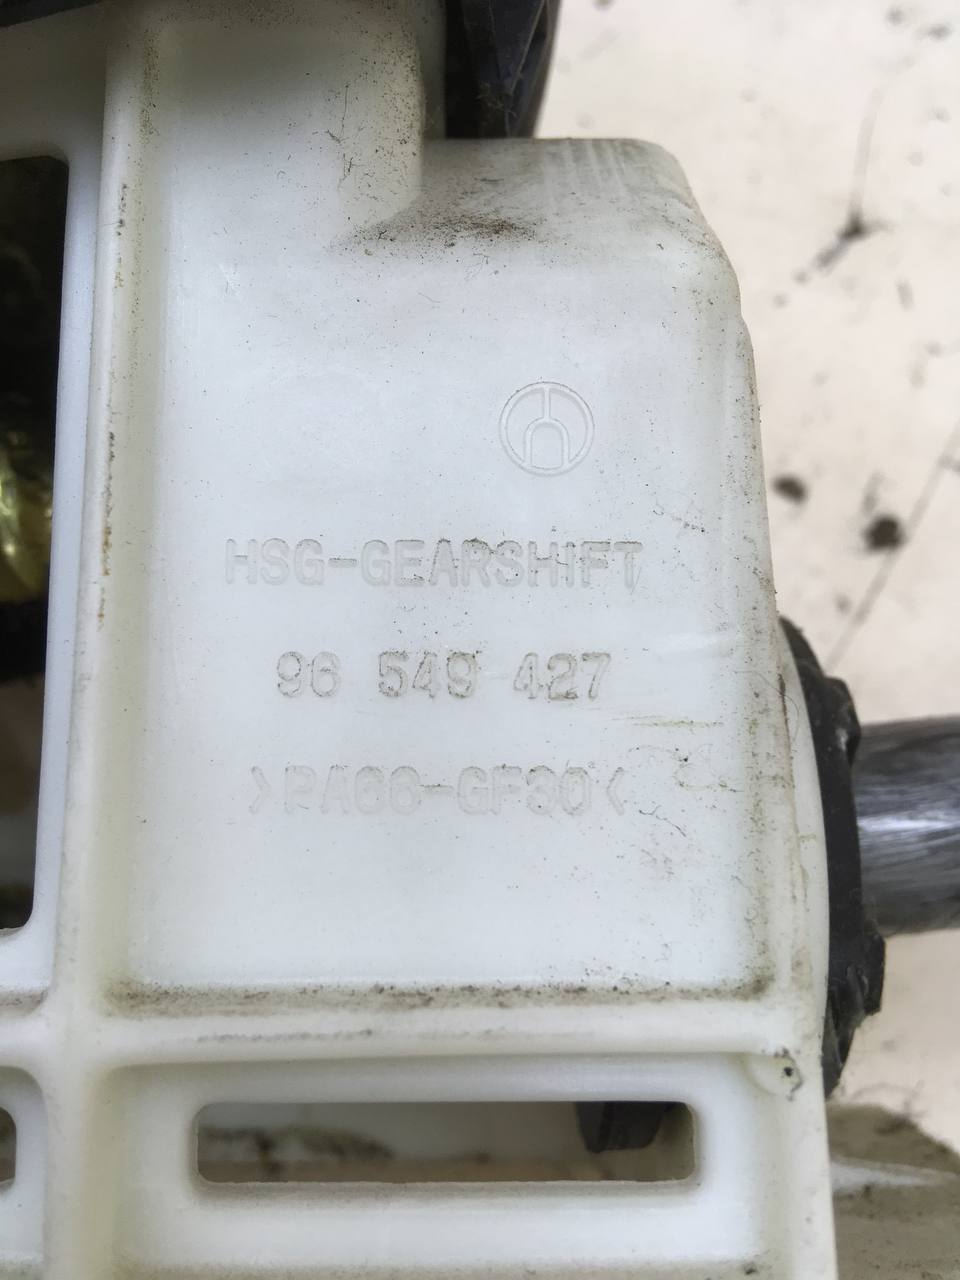 HSG-GEARSHIFT
96 549 427
>PA66-GF30<